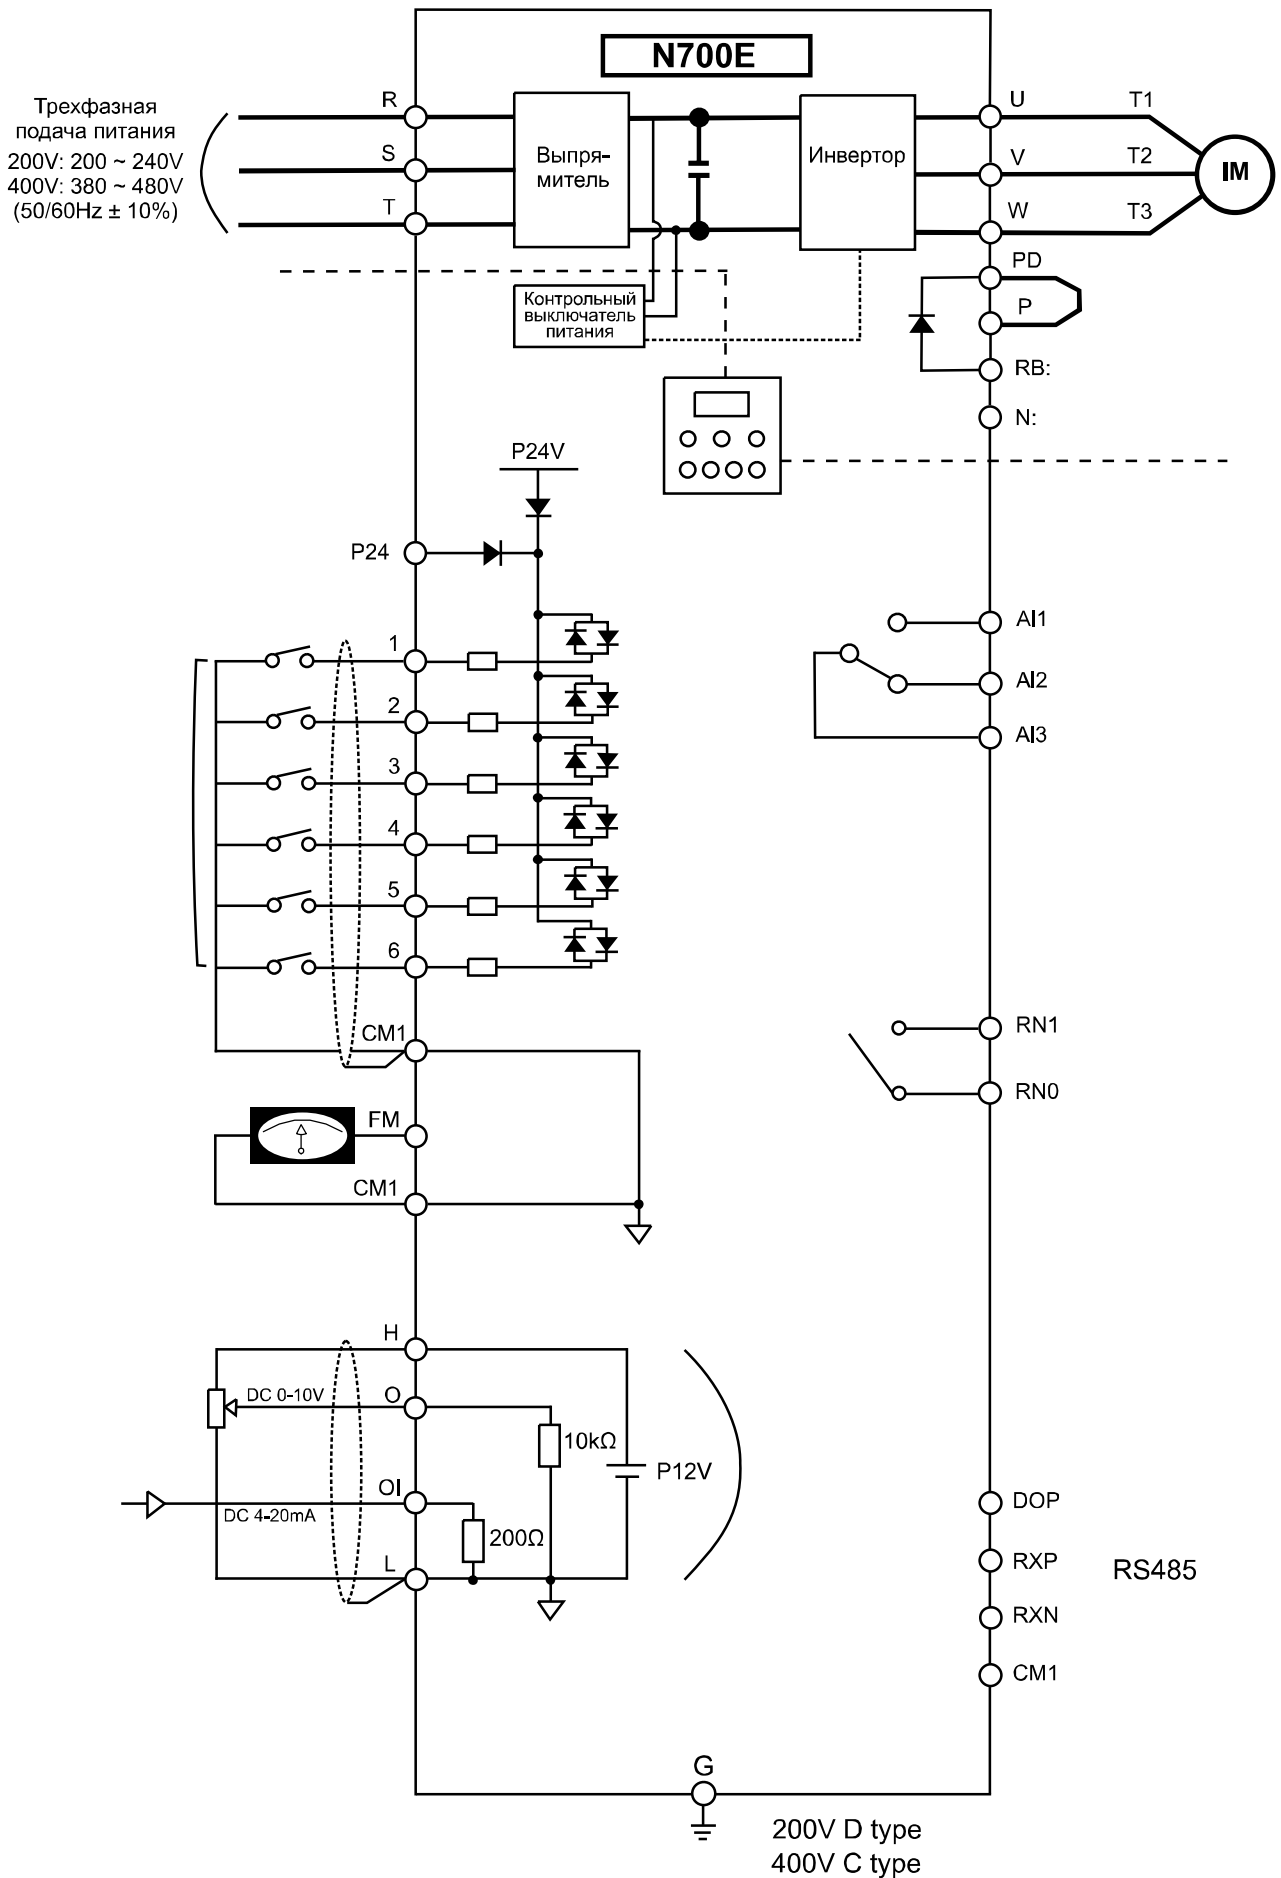 N700E
Трехфазная
подача питания
200V: 200 ~ 240V
400V: 380 ~ 480V
(50/60Hz ± 10%)
R
S
T
Выпря-
митель
Инвертор
U
V
W
T1
T2
T3
IM
PD
P
RB:
N:
Контрольный
выключатель
питания
P24V
P24
1
2
3
4
5
6
CM1
FM
CM1
AI1
AI2
AI3
RN1
RN0
H
DC 0-10V
O
10kΩ
P12V
OI
DC 4-20mA
200Ω
L
DOP
RXP
RXN
CM1
RS485
G
200V D type
400V C type